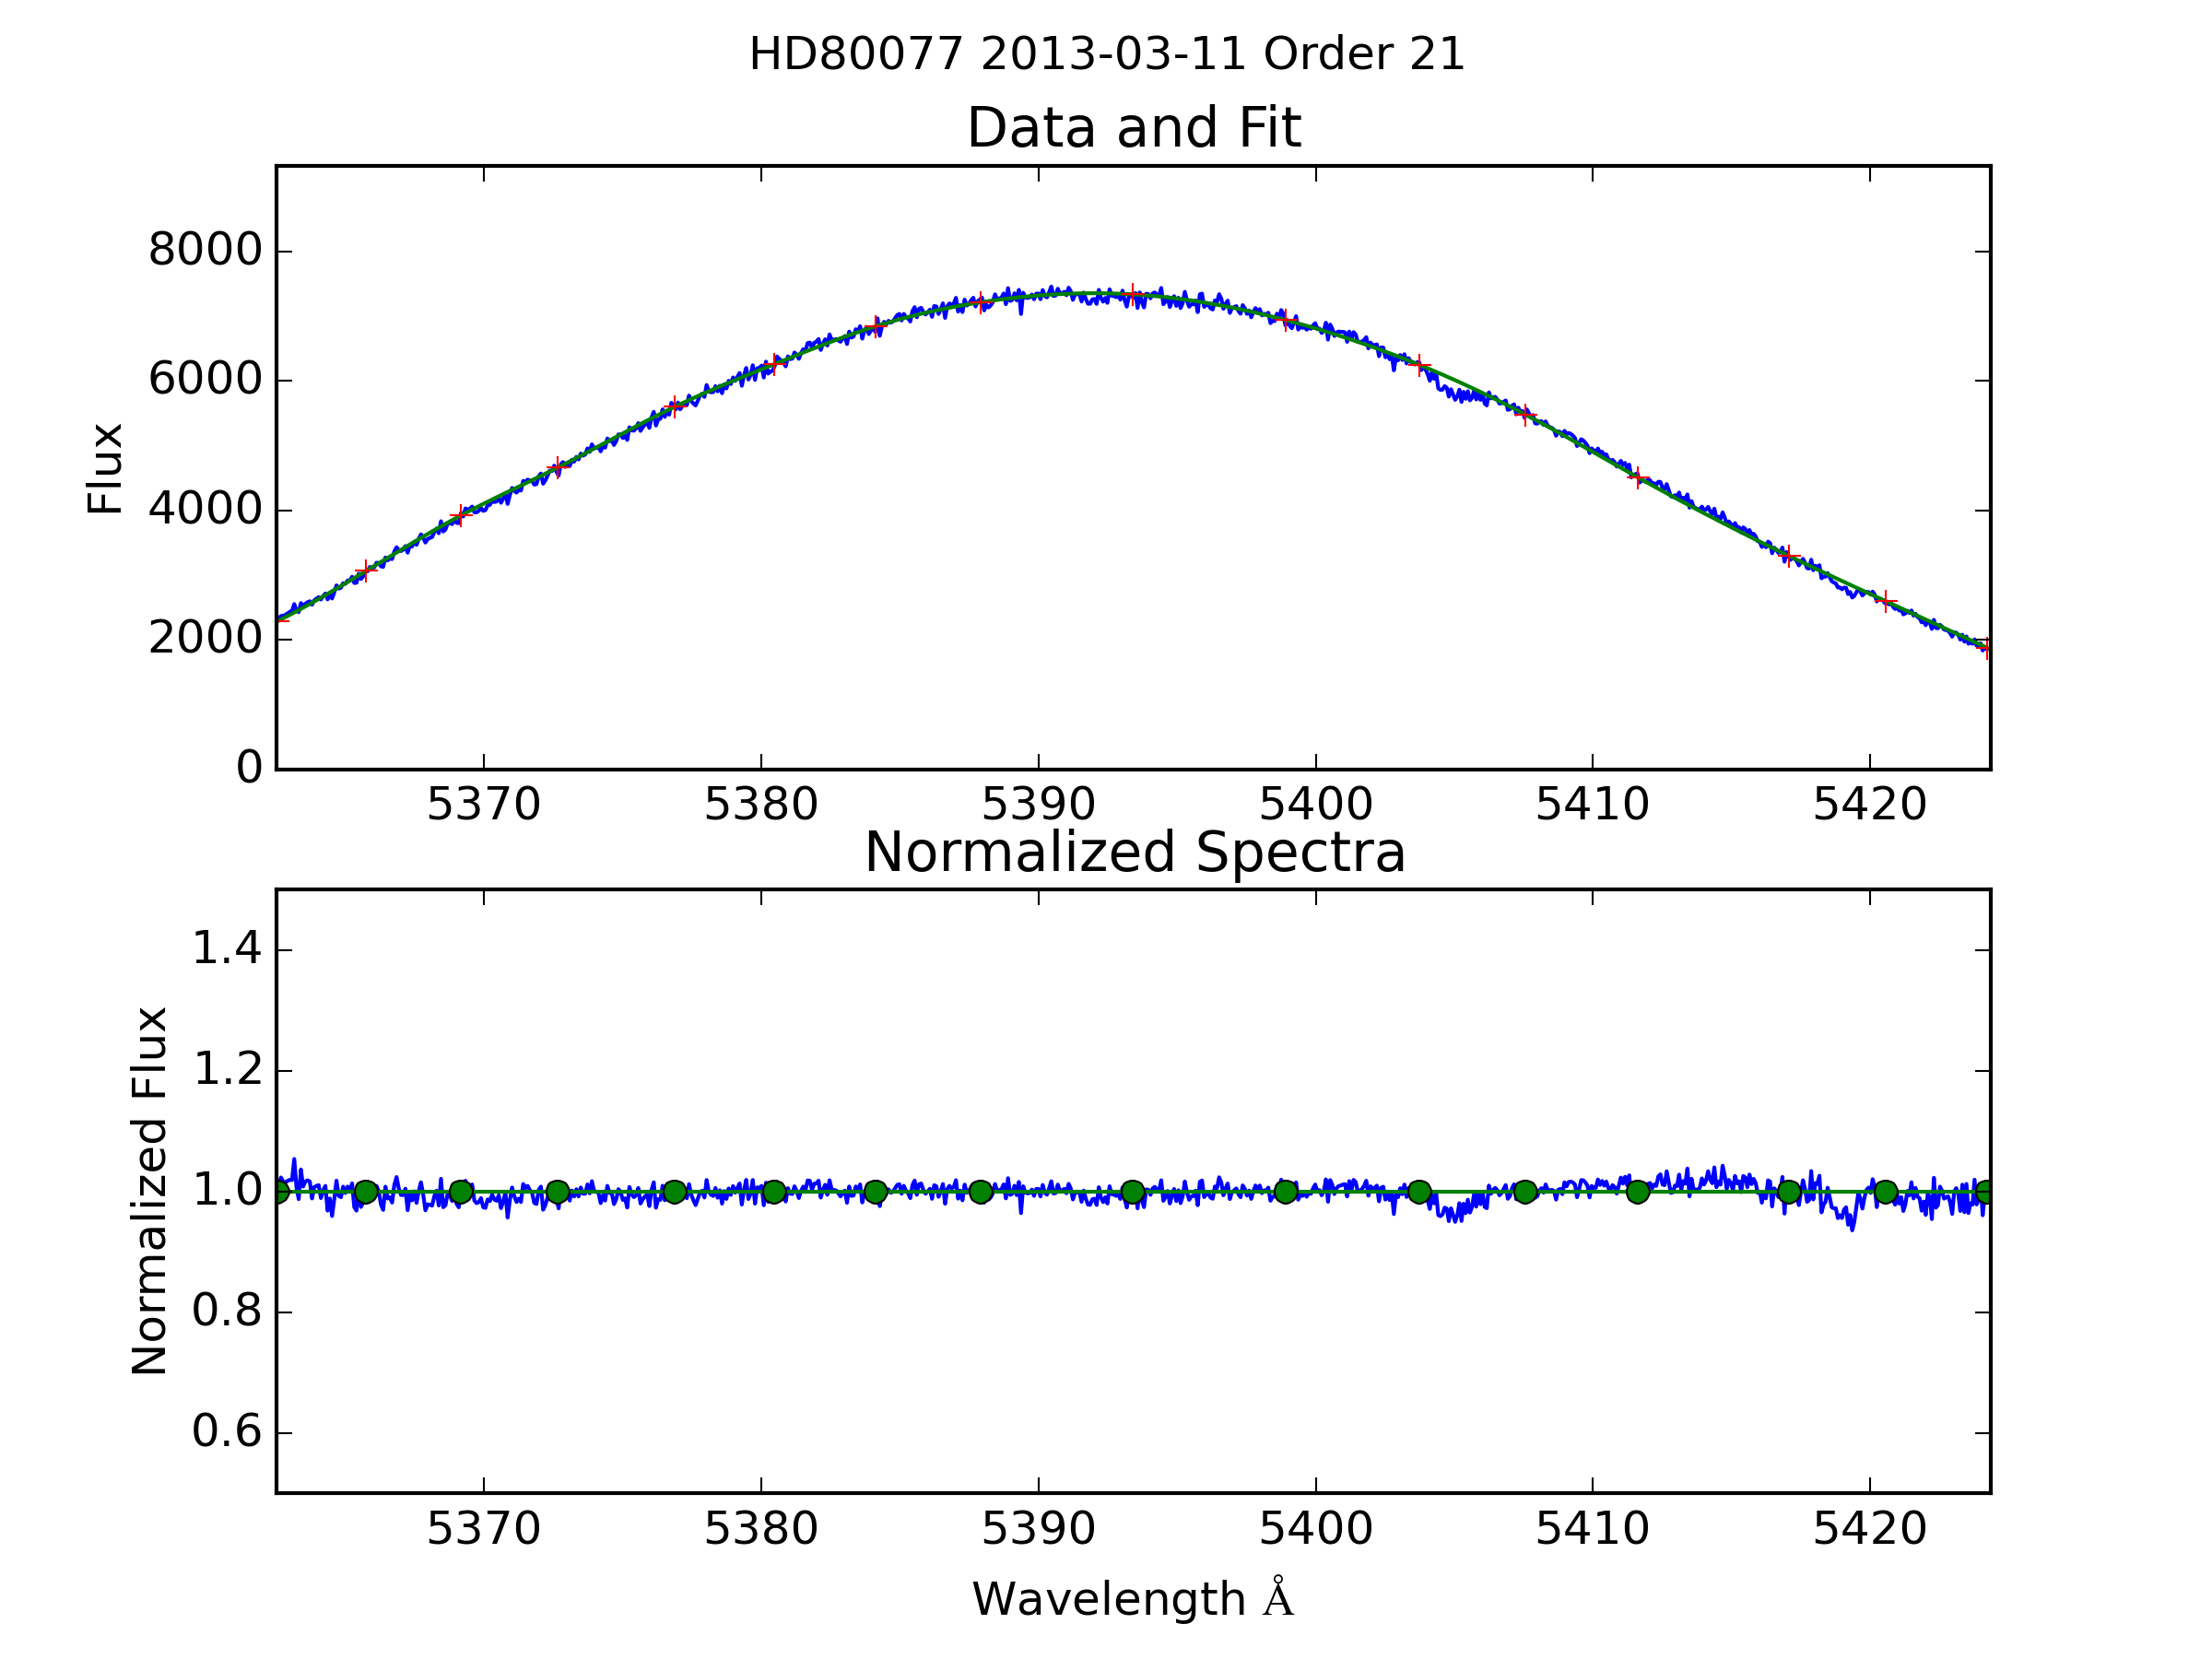 HD80077 2013-03-11 Order 21
Data and Fit
8000
6000
4000
2000
0
Flux
5370 5380 5390 5400 5410 5420
Normalized Spectra
1.4
1.2
1.0
0.8
0.6
Normalized Flux
5370 5380 5390 5400 5410 5420
Wavelength Å